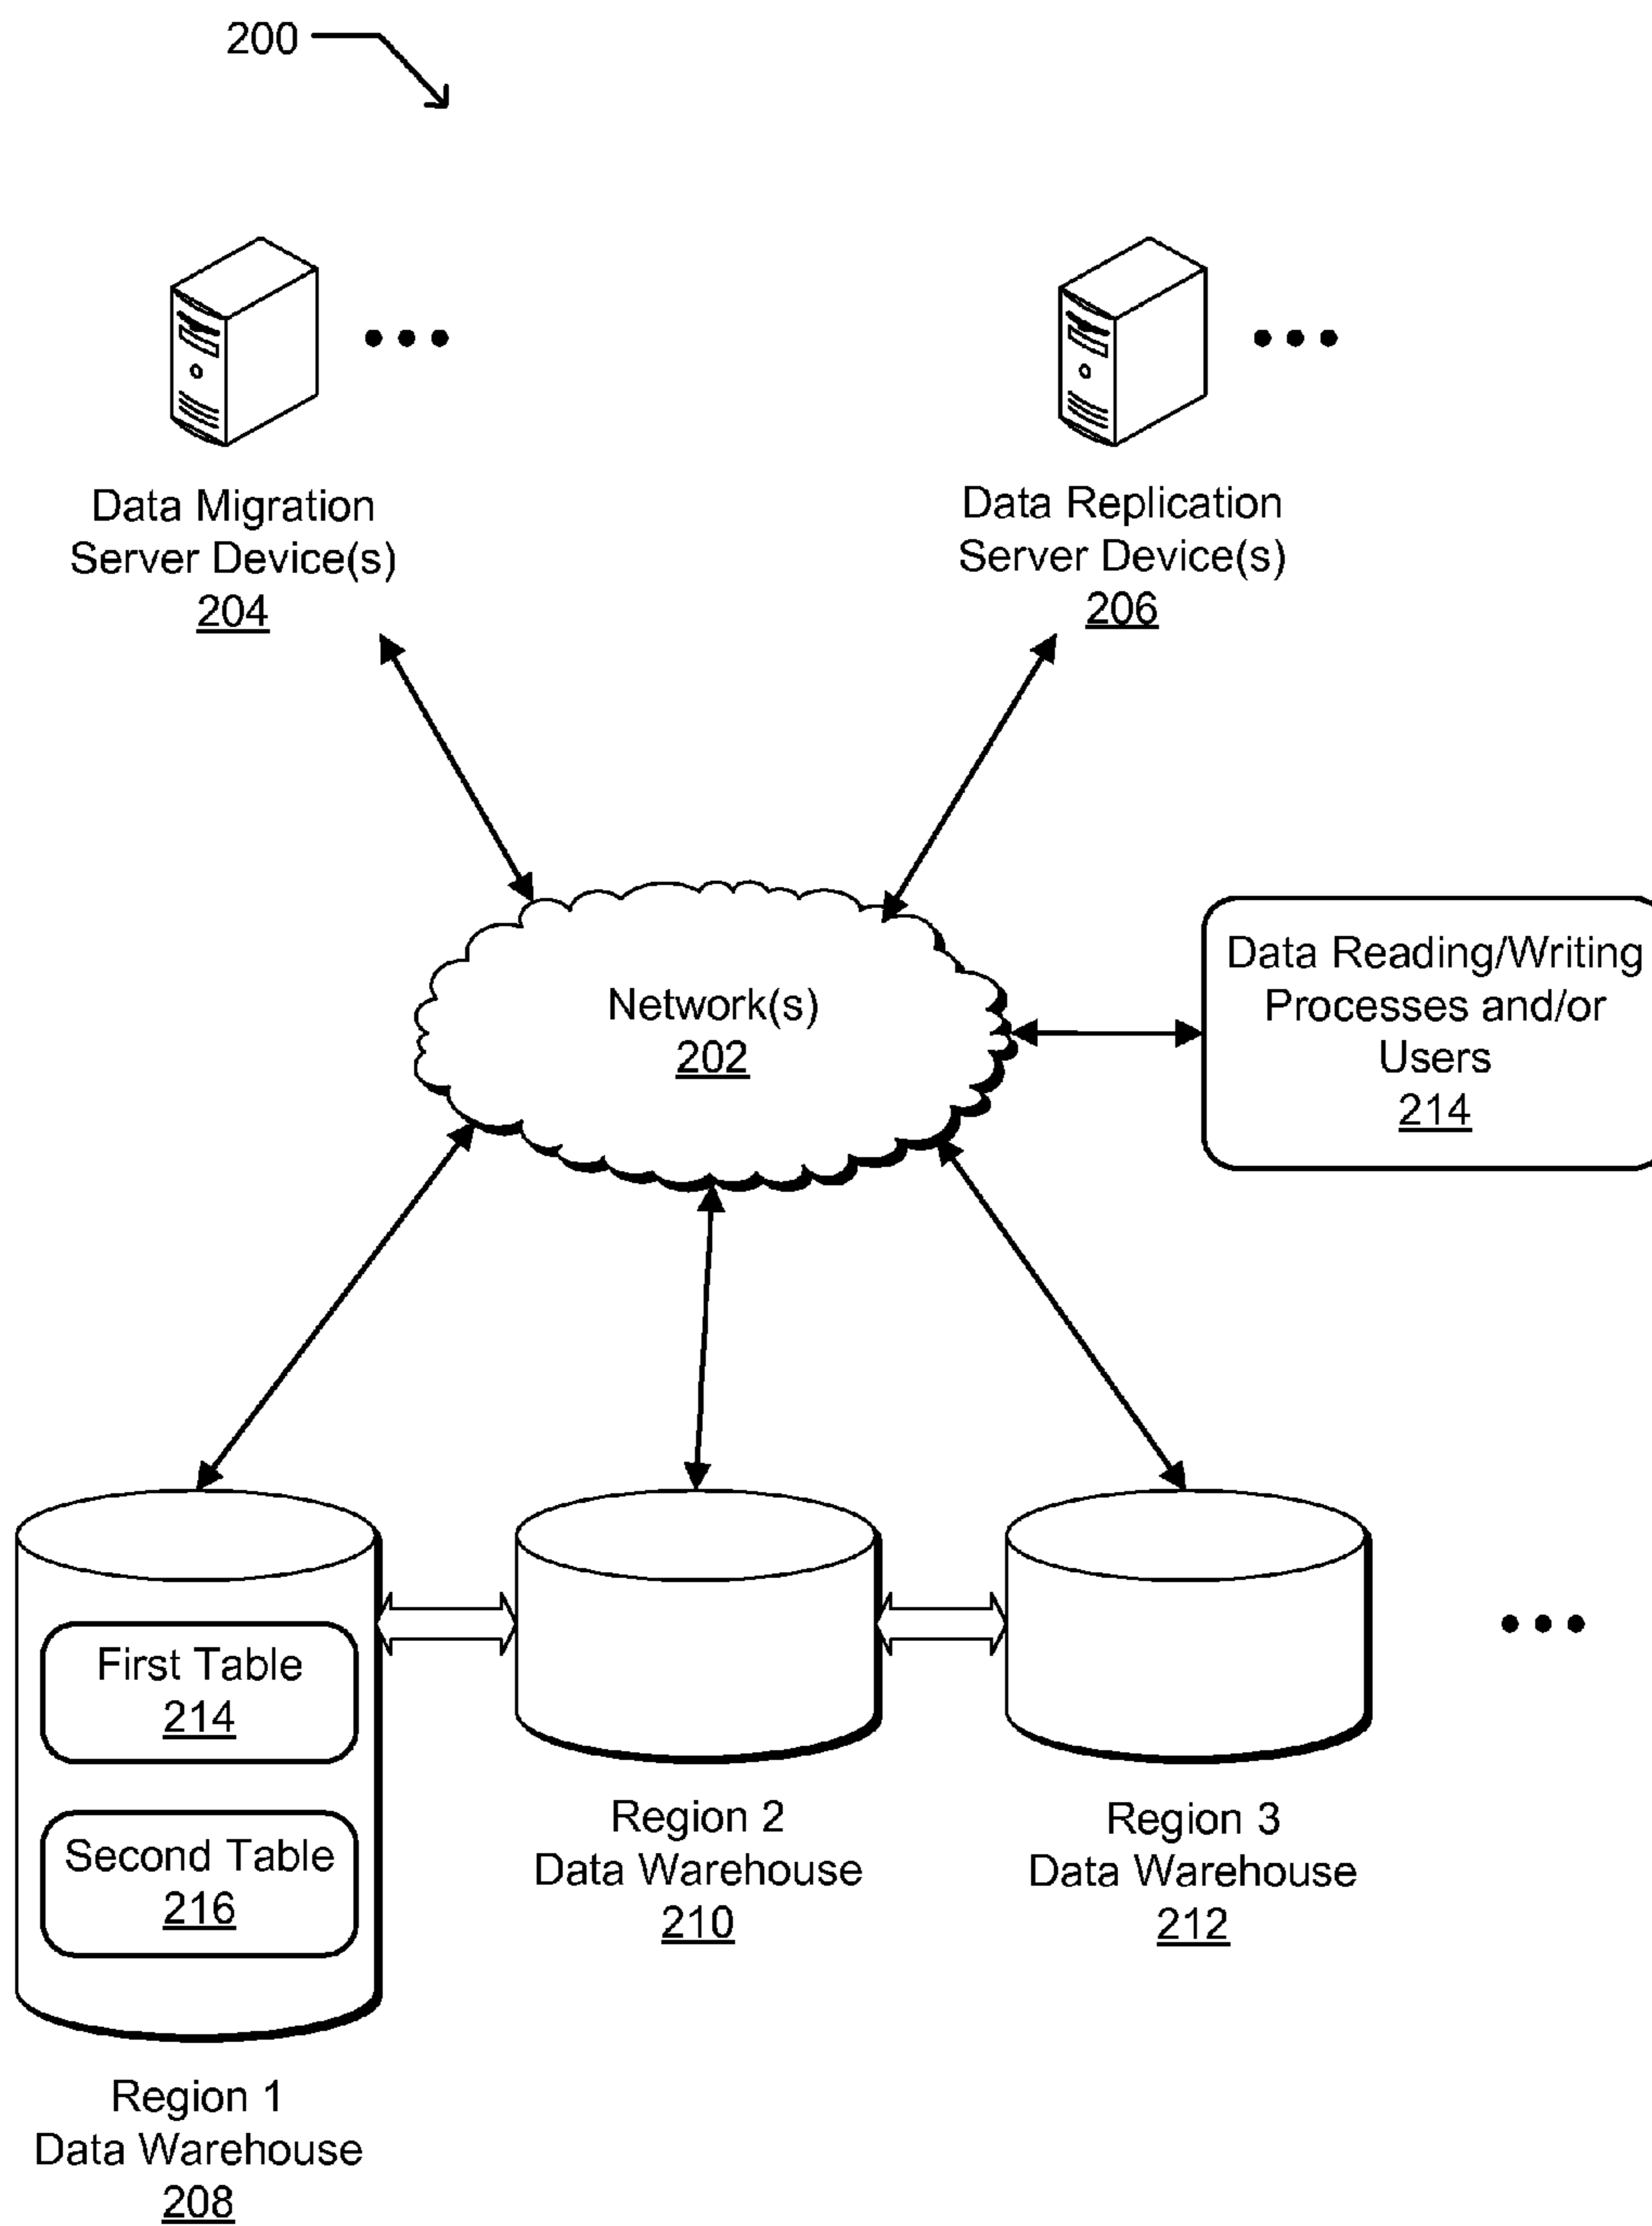 200
Data Migration
Server Device(s)
204
Data Replication
Server Device(s)
206
Network(s)
202
Data Reading/Writing
Processes and/or
Users
214
First Table
214
Second Table
216
Region 1
Data Warehouse
208
Region 2
Data Warehouse
210
Region 3
Data Warehouse
212